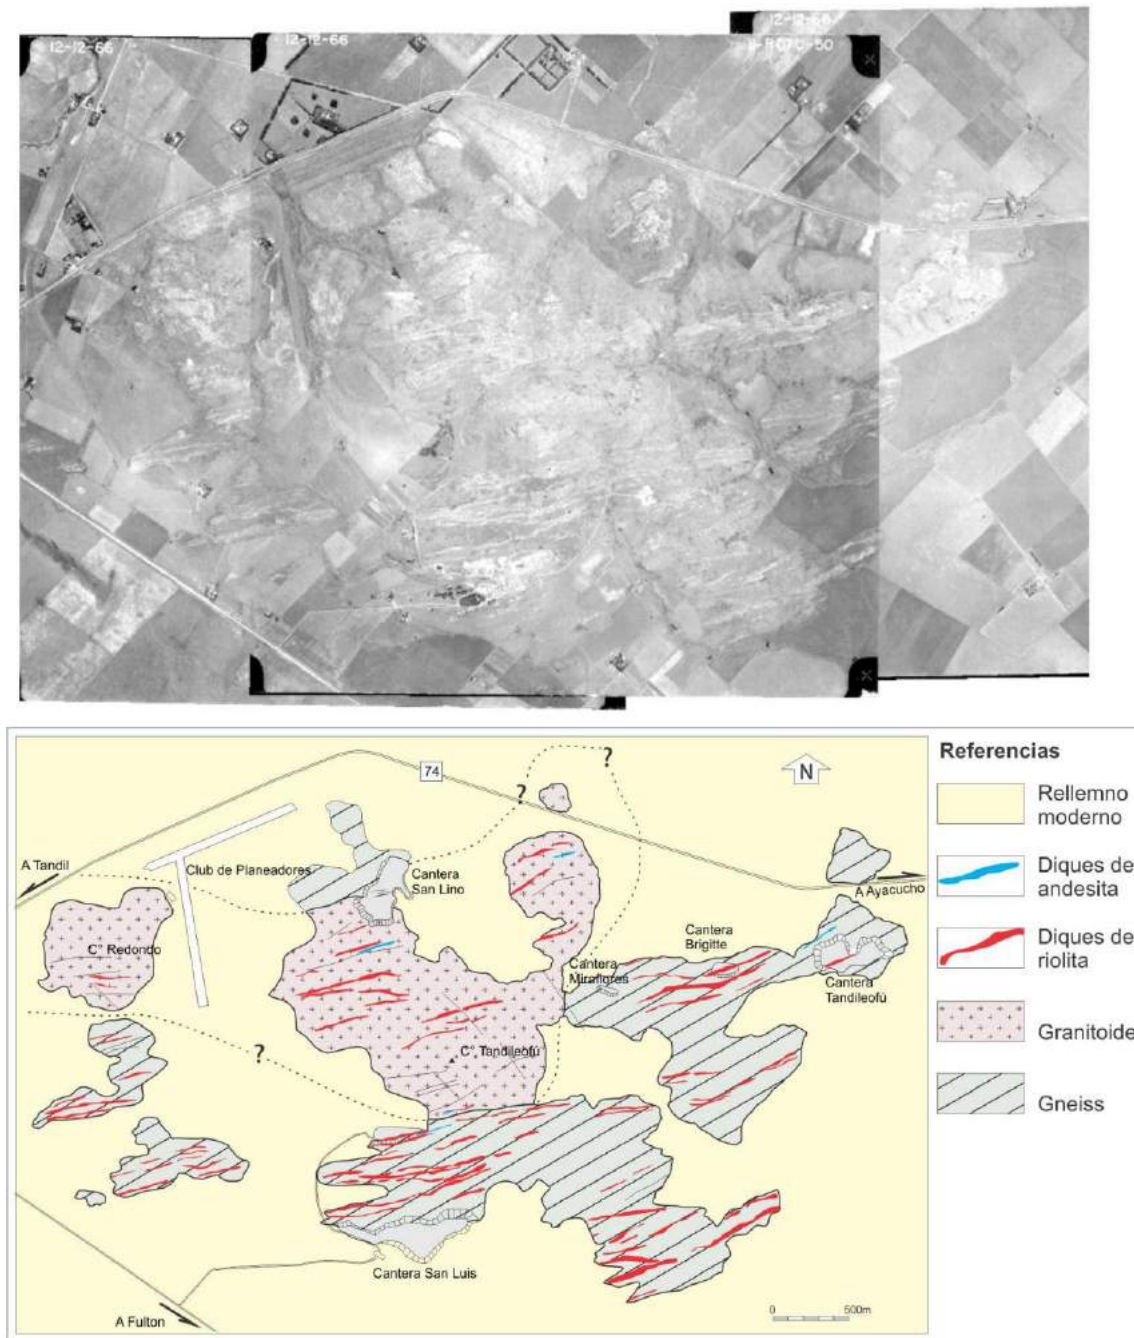 12-12-66
12-12-66
12-12-66
Referencias
Rellemno
moderno
Diques de
andesita
Diques de
riolita
Granitoide
Gneiss
74
?
?
N
?
A Tandil
Club de Planeadores
Cantera
San Lino
A Ayacucho
C° Redondo
Cantera
Brigitte
Cantera
Miraflores
Cantera
Tandileofú
C° Tandileofú
?
Cantera San Luis
A Fulton
0
500m